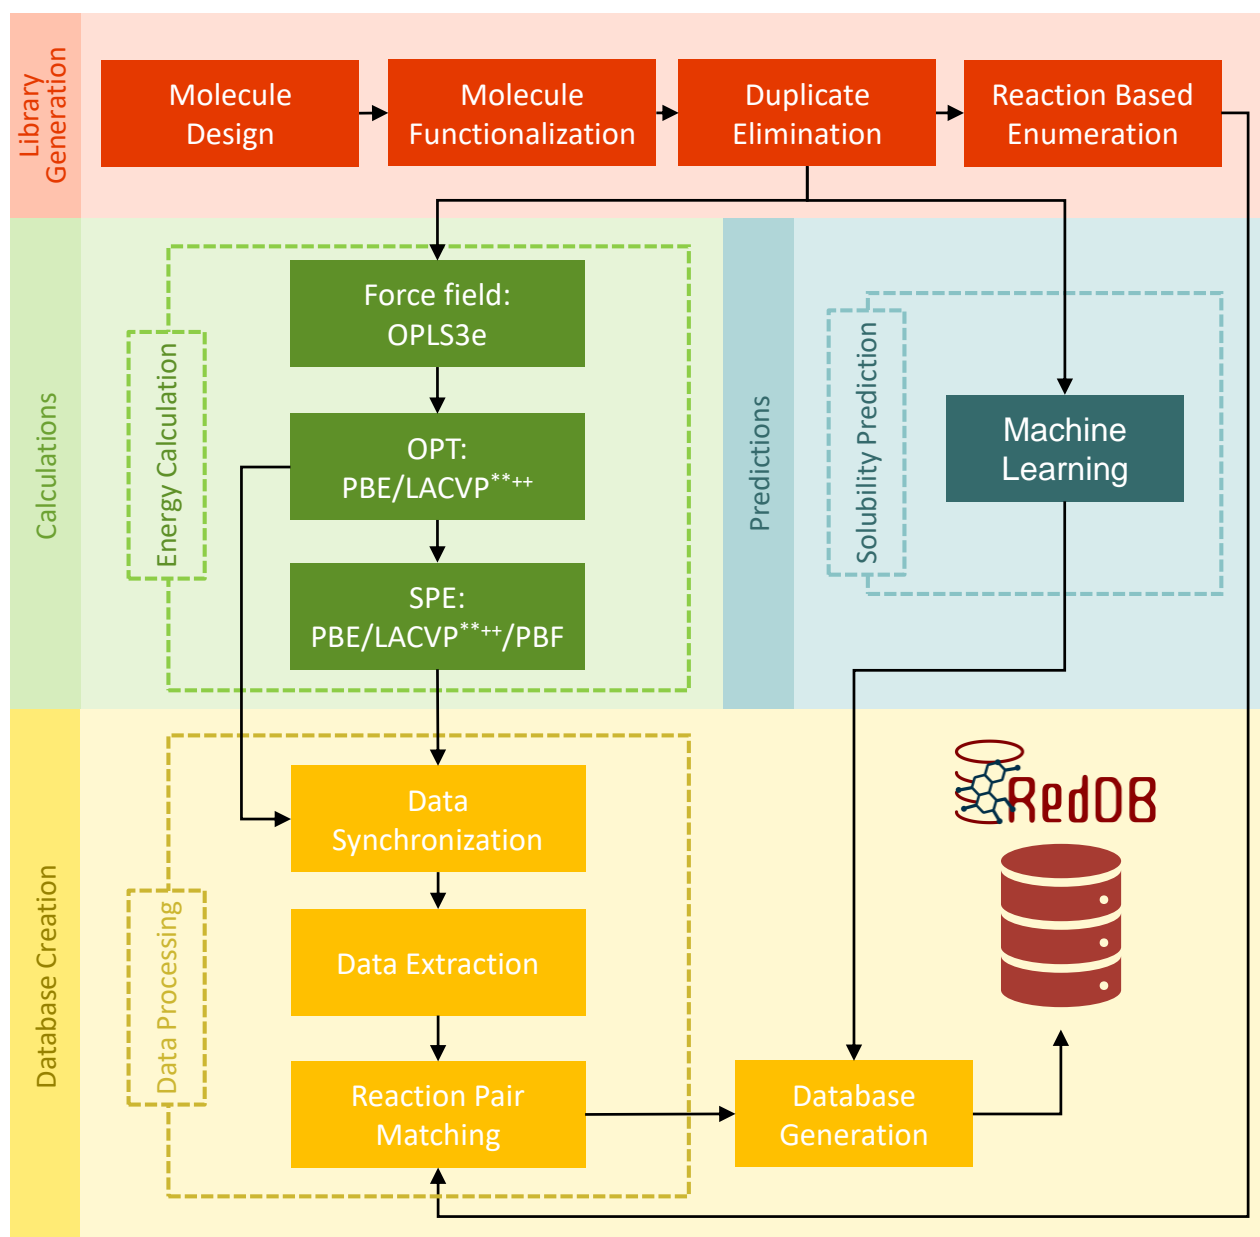 Library
Generation
Molecule
Design
Molecule
Functionalization
Duplicate
Elimination
Reaction Based
Enumeration
Calculations
Energy Calculation
Force field:
OPLS3e
OPT:
PBE/LACVP**++
SPE:
PBE/LACVP**++/PBF
Predictions
Solubility Prediction
Machine
Learning
Database Creation
Data Processing
Data
Synchronization
Data Extraction
Reaction Pair
Matching
Database
Generation
RedDB